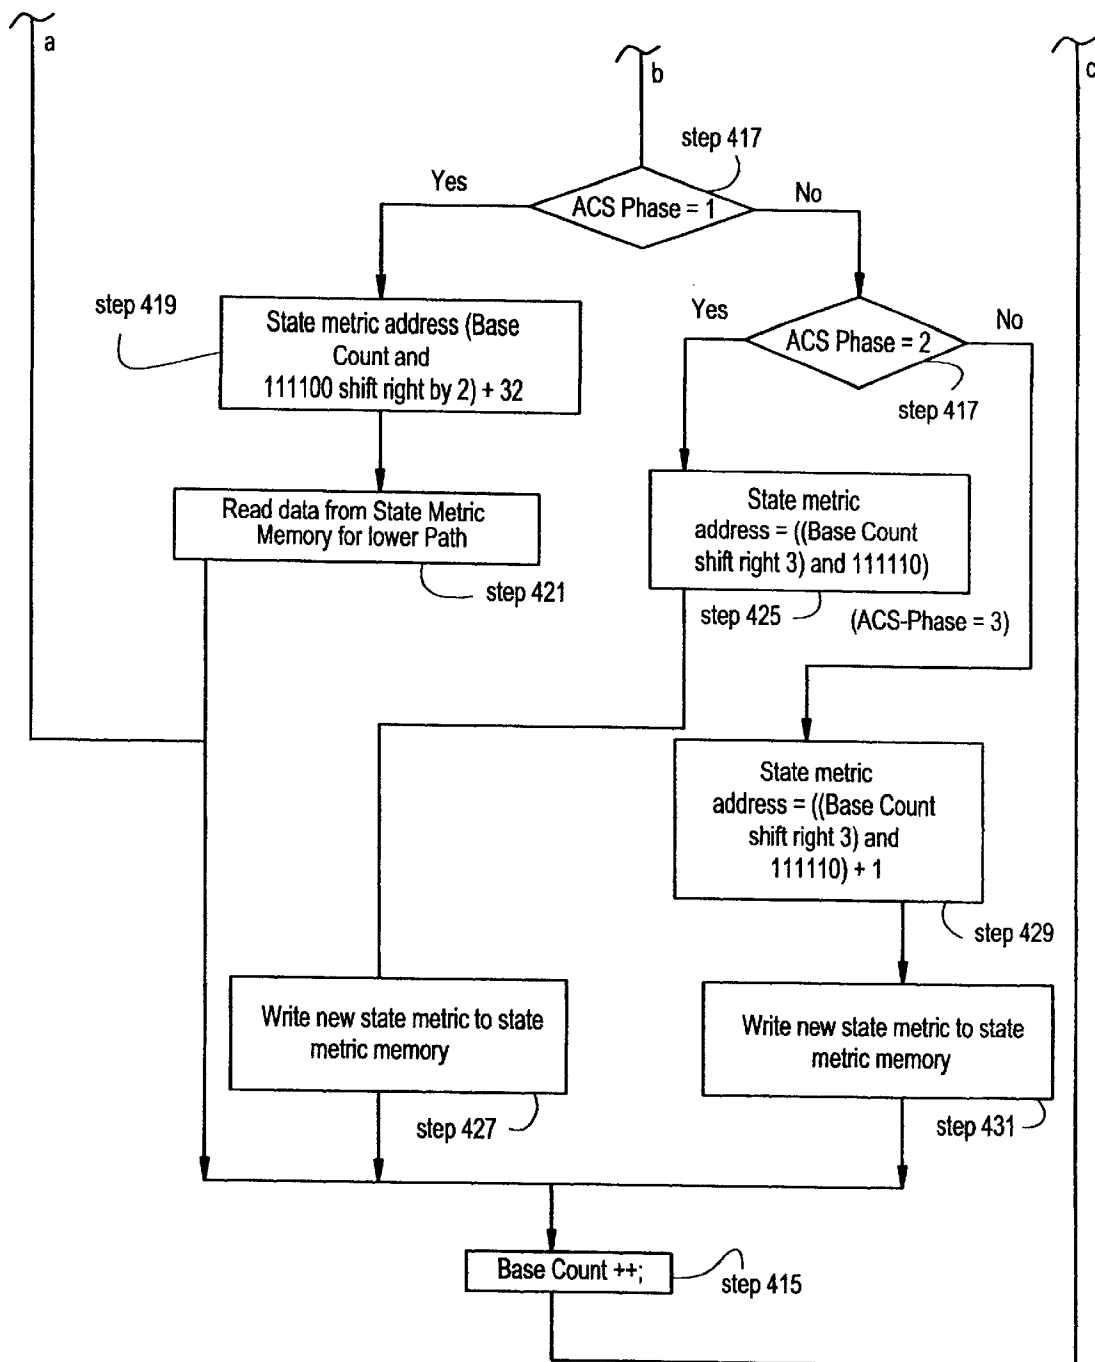 a
b
c
step 417
Yes
ACS Phase = 1
No
step 419
State metric address (Base
Count and
111100 shift right by 2) + 32
Yes
ACS Phase = 2
No
step 417
Read data from State Metric
Memory for lower Path
step 421
State metric
address = ((Base Count
shift right 3) and 111110)
step 425
(ACS-Phase = 3)
State metric
address = ((Base Count
shift right 3) and
111110) + 1
step 429
Write new state metric to state
metric memory
step 427
Write new state metric to state
metric memory
step 431
Base Count ++;
step 415